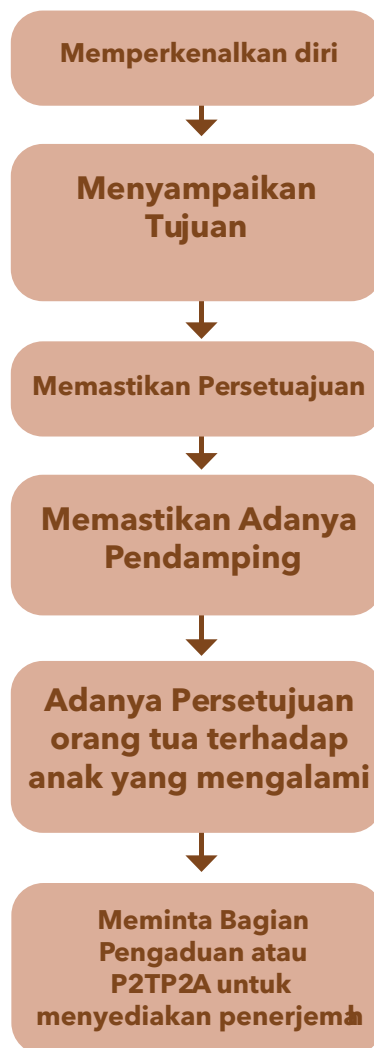 Memperkenalkan diri
Menyampaikan
Tujuan
Memastikan Persetuajuan
Memastikan Adanya
Pendamping
Adanya Persetujuan
orang tua terhadap
anak yang mengalami
Meminta Bagian
Pengaduan atau
P2TP2A untuk
menyediakan penerjemah